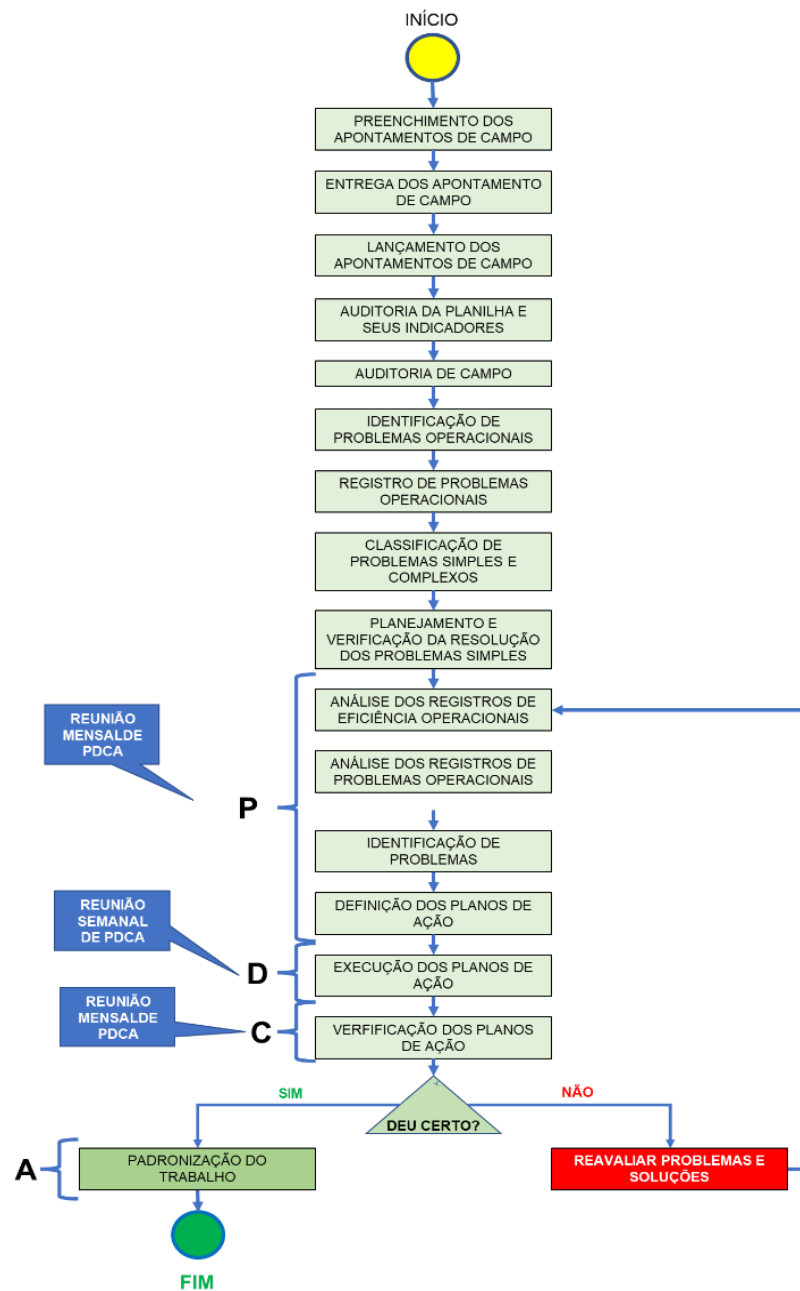 INÍCIO
PREENCHIMENTO DOS
APONTAMENTOS DE CAMPO
ENTREGA DOS APONTAMENTO
DE CAMPO
LANÇAMENTO DOS
APONTAMENTOS DE CAMPO
AUDITORIA DA PLANILHA E
SEUS INDICADORES
AUDITORIA DE CAMPO
IDENTIFICAÇÃO DE
PROBLEMAS OPERACIONAIS
REGISTRO DE PROBLEMAS
OPERACIONAIS
CLASSIFICAÇÃO DE
PROBLEMAS SIMPLES E
COMPLEXOS
PLANEJAMENTO E
VERIFICAÇÃO DA RESOLUÇÃO
DOS PROBLEMAS SIMPLES
REUNIÃO
MENSALDE
PDCA
P
ANÁLISE DOS REGISTROS DE
EFICIÊNCIA OPERACIONAIS
ANÁLISE DOS REGISTROS DE
PROBLEMAS OPERACIONAIS
IDENTIFICAÇÃO DE
PROBLEMAS
DEFINIÇÃO DOS PLANOS DE
AÇÃO
REUNIÃO
SEMANAL
DE PDCA
D
EXECUÇÃO DOS PLANOS DE
AÇÃO
REUNIÃO
MENSALDE
PDCA
C
VERFIFICAÇÃO DOS PLANOS
DE AÇÃO
SIM
NÃO
DEU CERTO?
A
PADRONIZAÇÃO DO
TRABALHO
REAVALIAR PROBLEMAS E
SOLUÇÕES
FIM